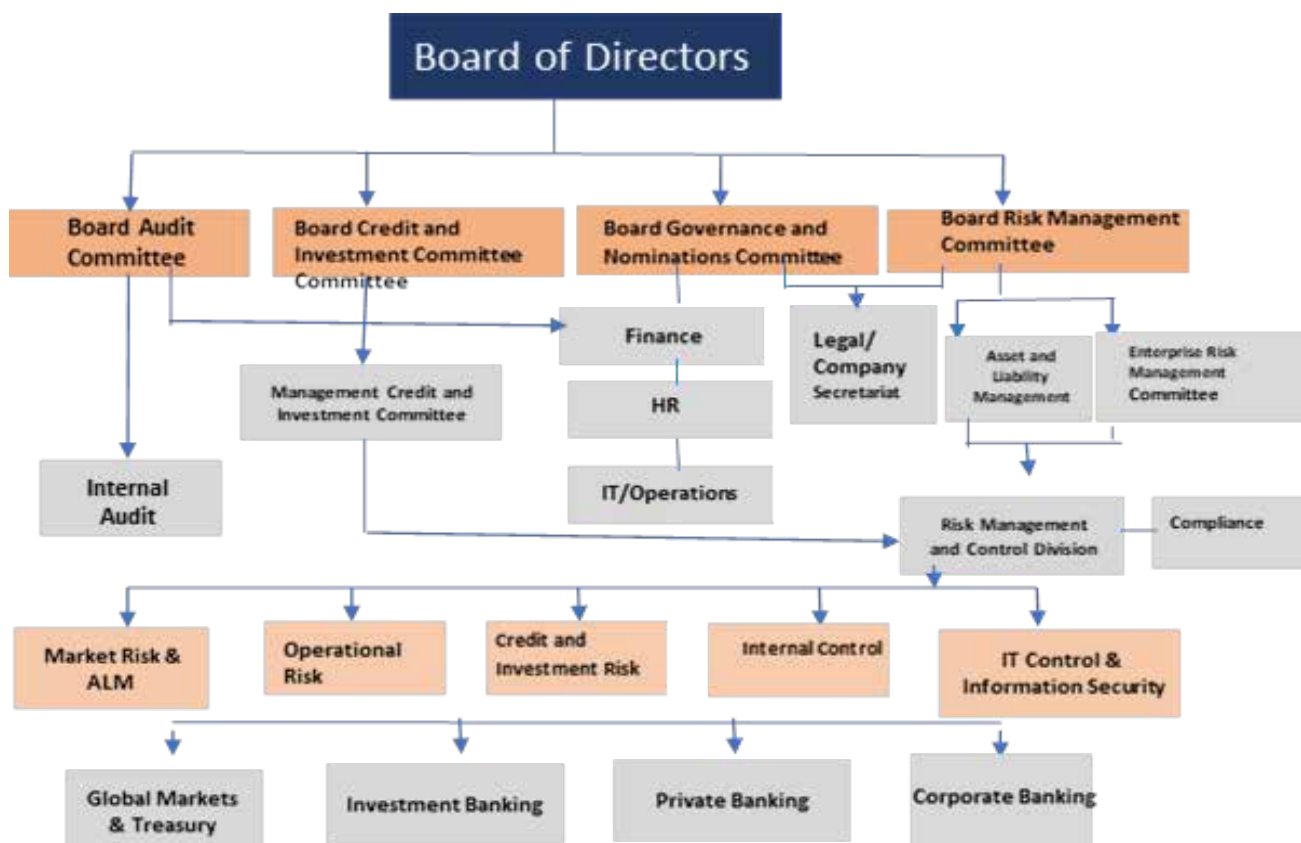 Board of Directors
Board Audit
Committee
Board Credit and
Investment Committee
Committee
Board Governance and
Nominations Committee
Board Risk Management
Committee
Finance
Legal/
Company
Secretariat
Asset and
Liability
Management
Enterprise Risk
Management
Committee
Management Credit and
Investment Committee
HR
Internal
Audit
IT/Operations
Risk Management
and Control Division
Compliance
Market Risk &
ALM
Operational
Risk
Credit and
Investment Risk
Internal Control
IT Control &
Information Security
Global Markets
& Treasury
Investment Banking
Private Banking
Corporate Banking